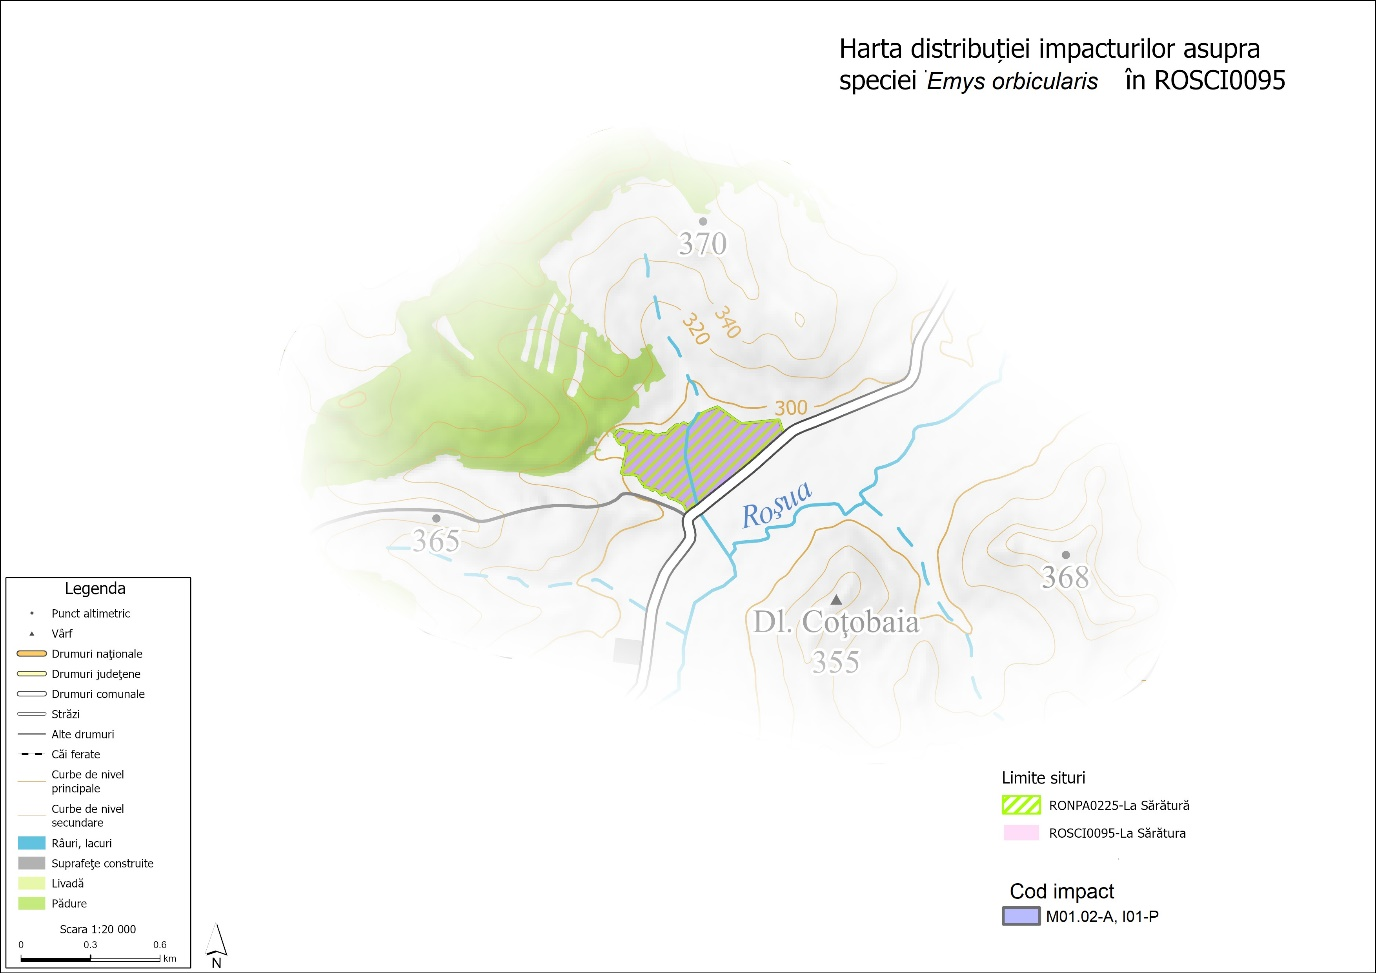 Harta distribuției impacturilor asupra
speciei Emys orbicularis în ROSCI0095
370
340
320
300
Roșua
365
368
Dl. Coțobaia
355
Legenda
Punct altimetric
Vârf
Drumuri naționale
Drumuri județene
Drumuri comunale
Străzi
Alte drumuri
Căi ferate
Curbe de nivel
principale
Curbe de nivel
secundare
Râuri, lacuri
Suprafețe construite
Livadă
Pădure
Scara 1:20 000
0 0.3 0.6
km
N
Limite situri
RONPA0225-La Sărătură
ROSCI0095-La Sărătura
Cod impact
M01.02-A, I01-P